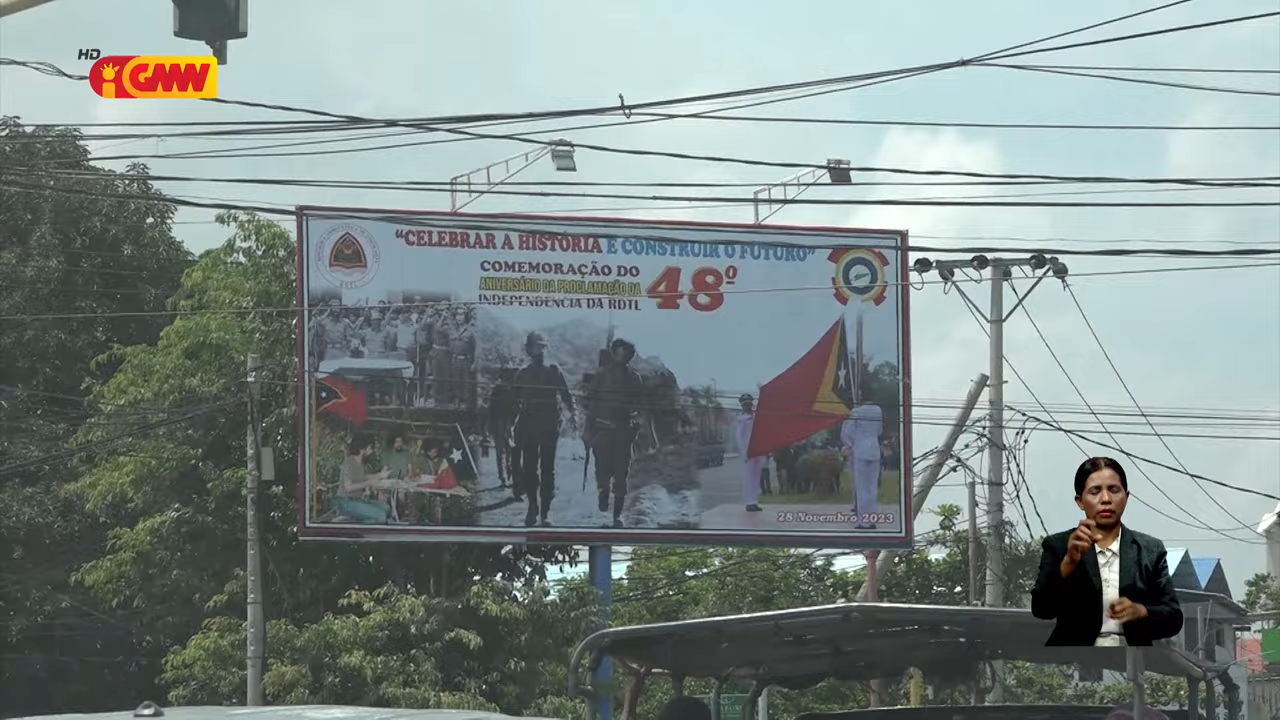 HD
GMN
"CELEBRAR A HISTÓRIA E CONSTRUIR O FUTURO"
COMEMORAÇÃO DO
ANIVERSÁRIO DA PROCLAMAÇÃO DA
INDEPENDÊNCIA DA RDTL
48º
RDTL
28 Novembro 2023